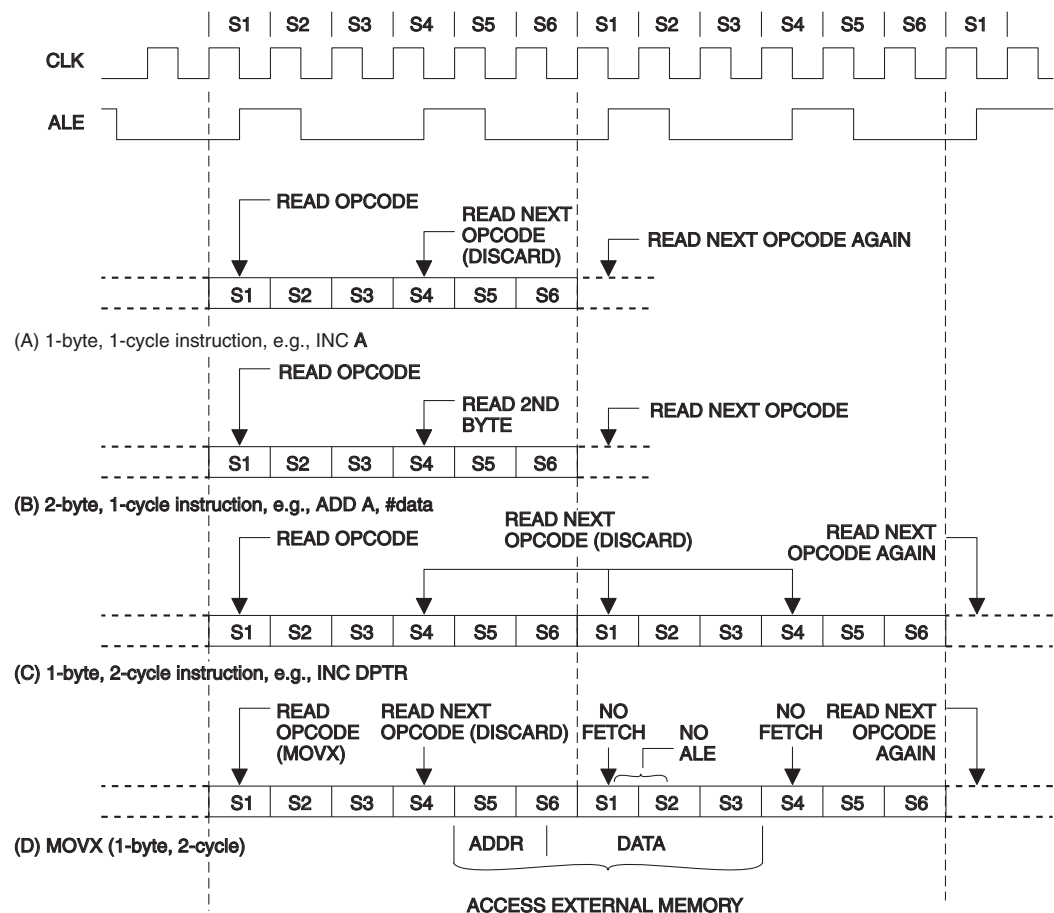 S1 S2 S3 S4 S5 S6 S1 S2 S3 S4 S5 S6 S1
CLK
ALE
READ OPCODE
READ NEXT
OPCODE
(DISCARD)
READ NEXT OPCODE AGAIN
S1 S2 S3 S4 S5 S6
(A) 1-byte, 1-cycle instruction, e.g., INC A
READ OPCODE
READ 2ND
BYTE
READ NEXT OPCODE
S1 S2 S3 S4 S5 S6
(B) 2-byte, 1-cycle instruction, e.g., ADD A, #data
READ OPCODE
READ NEXT
OPCODE (DISCARD)
READ NEXT
OPCODE AGAIN
S1 S2 S3 S4 S5 S6 S1 S2 S3 S4 S5 S6
(C) 1-byte, 2-cycle instruction, e.g., INC DPTR
READ
OPCODE
(MOVX)
READ NEXT
OPCODE (DISCARD)
NO
FETCH
NO
ALE
NO
FETCH
READ NEXT
OPCODE
AGAIN
S1 S2 S3 S4 S5 S6 S1 S2 S3 S4 S5 S6
(D) MOVX (1-byte, 2-cycle)
ADDR
DATA
ACCESS EXTERNAL MEMORY